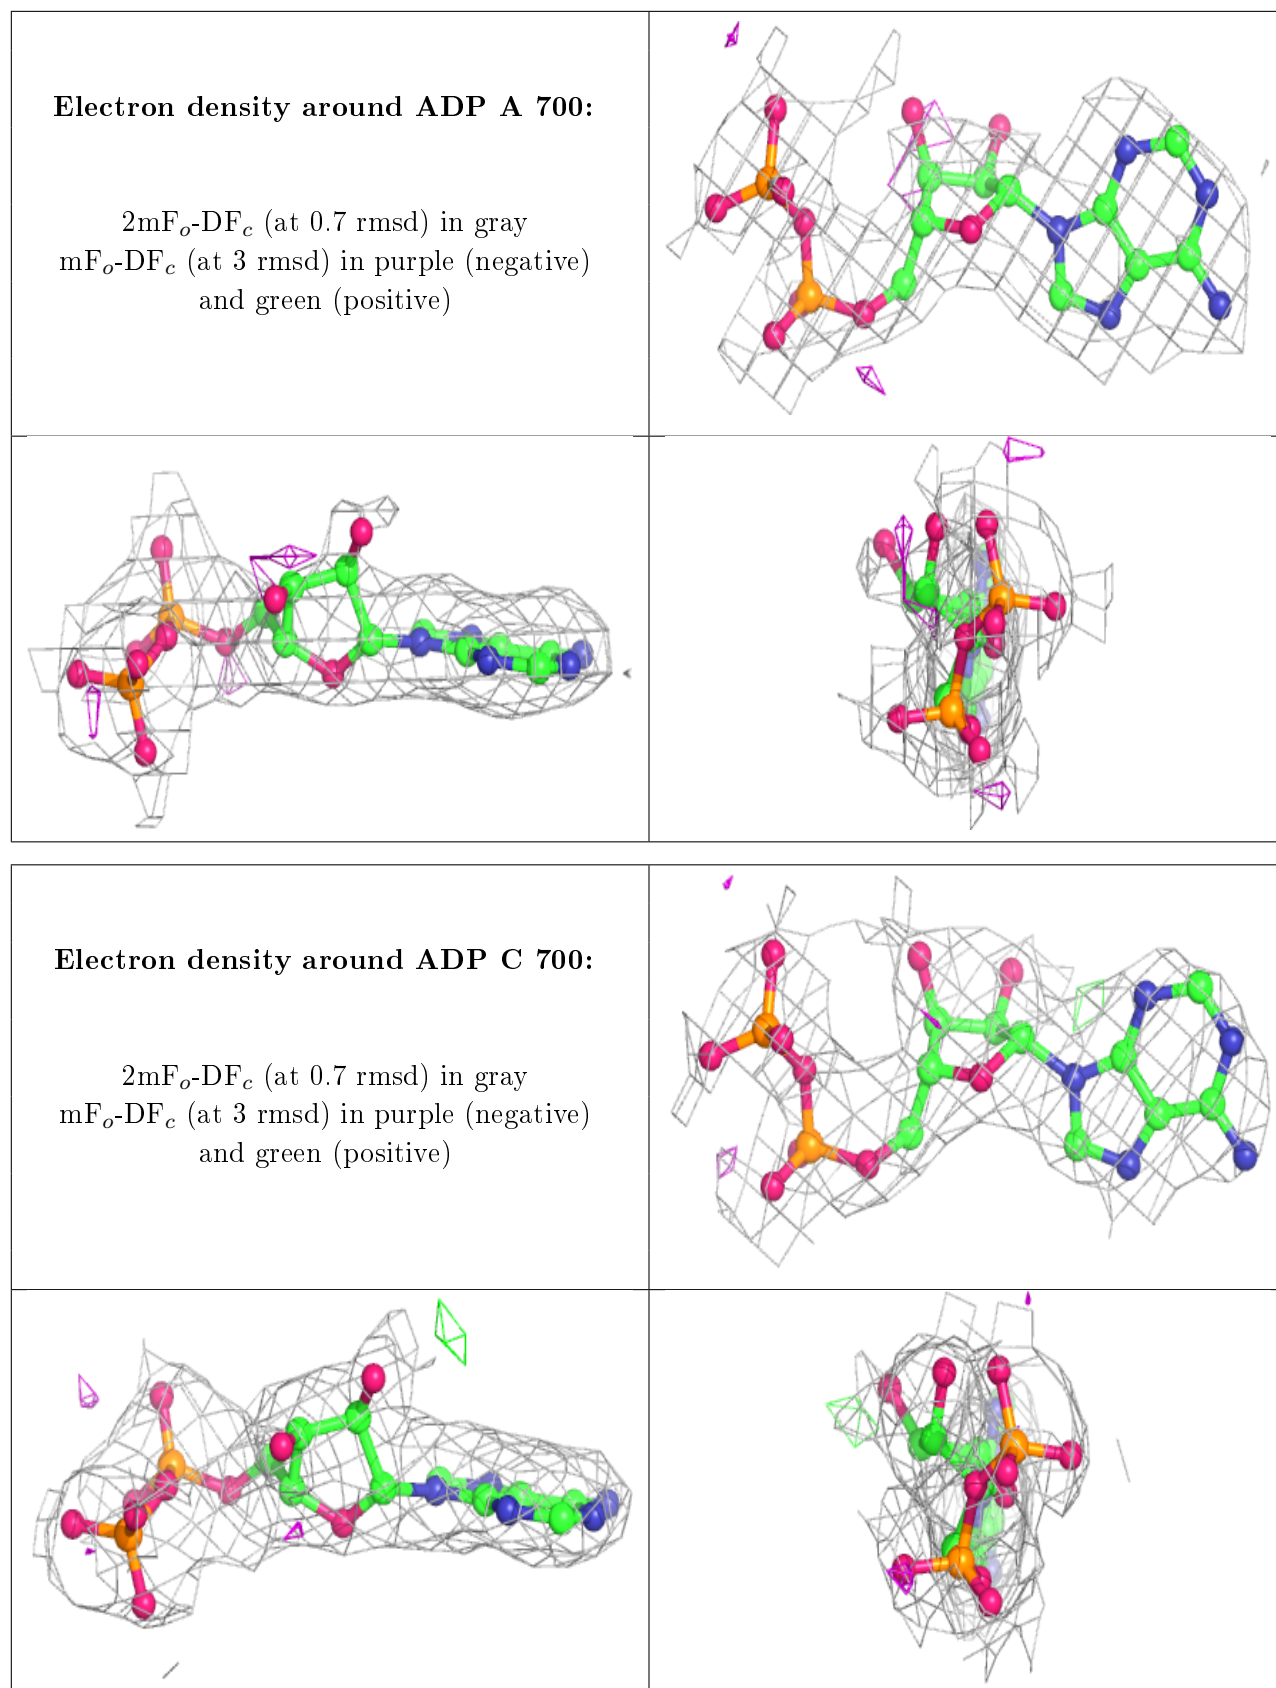 Electron density around ADP A 700:
2mFo-DFc (at 0.7 rmsd) in gray
mFo-DFc (at 3 rmsd) in purple (negative)
and green (positive)
Electron density around ADP C 700:
2mFo-DFc (at 0.7 rmsd) in gray
mFo-DFc (at 3 rmsd) in purple (negative)
and green (positive)